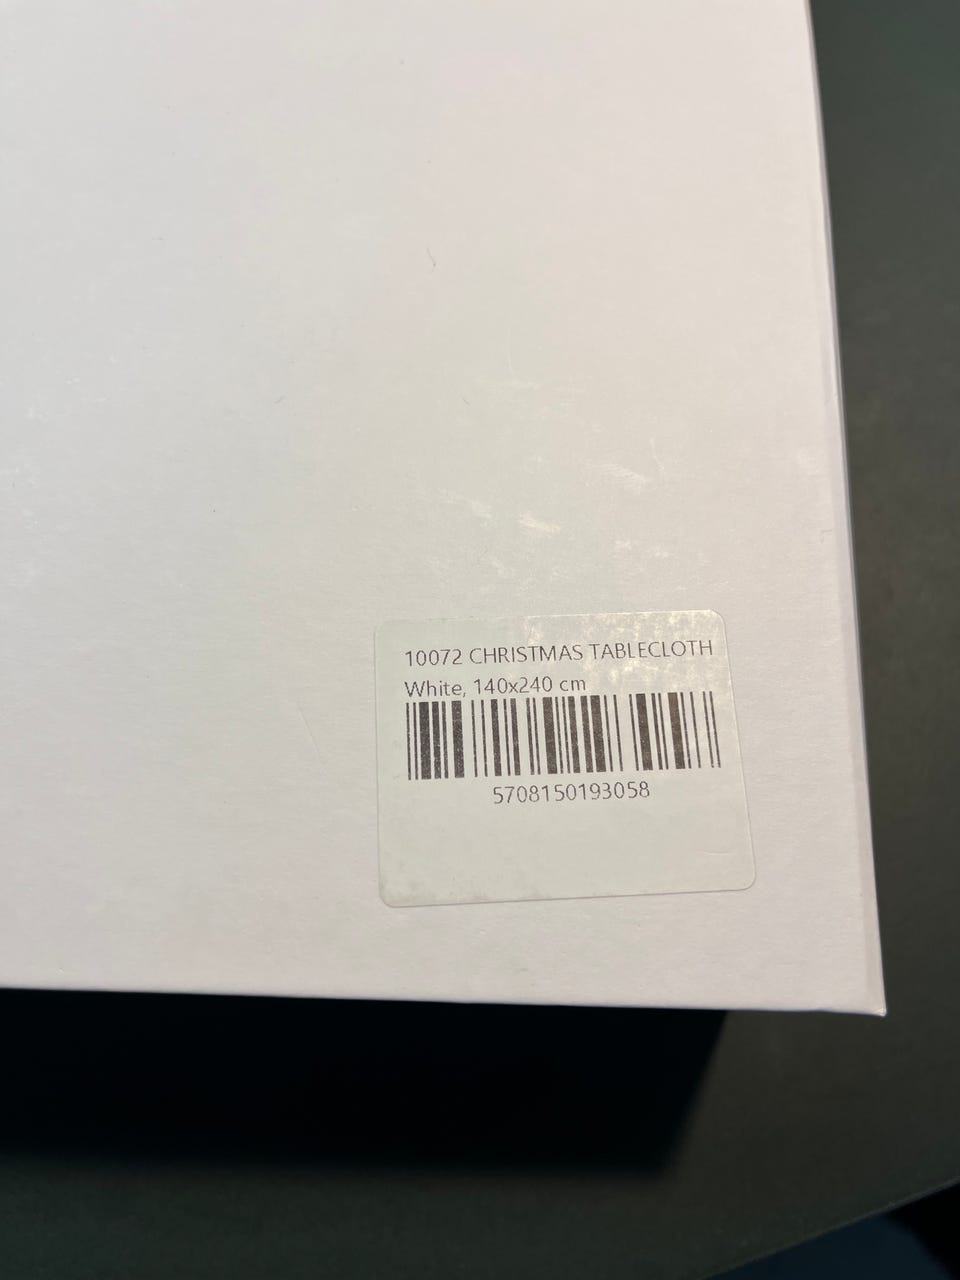 10072 CHRISTMAS TABLECLOTH
White, 140x240 cm
5708150193058